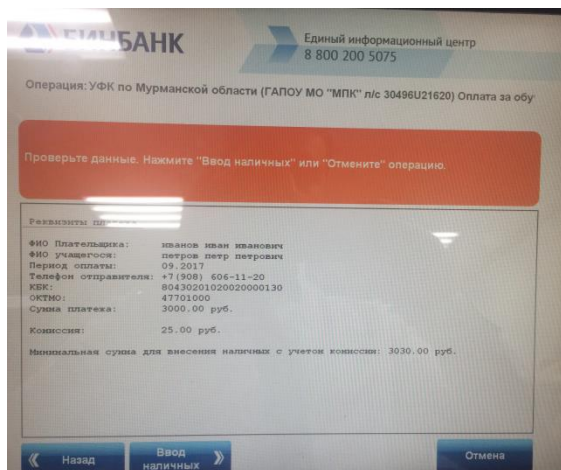 БИНБАНК
Единый информационный центр
8 800 200 5075
Операция: УФК по Мурманской области (ГАПОУ МО "МПК" л/с 30496U21620) Оплата за обу
Проверьте данные. Нажмите "Ввод наличных" или "Отмените" операцию.
Реквизиты
ФИО Плательщика: иванов иван иванович
ФИО учащегося: петров петр петрович
Период оплаты: 09.2017
Телефон отправителя: +7(908) 606-11-20
КБК: 80430201020020000130
ОКТМО: 47701000
Сумма платежа: 3000.00 руб.
Комиссия: 25.00 руб.
Минимальная сумма для внесения наличных с учетом комиссии: 3030.00 руб.
Назад
Ввод
наличных
Отмена